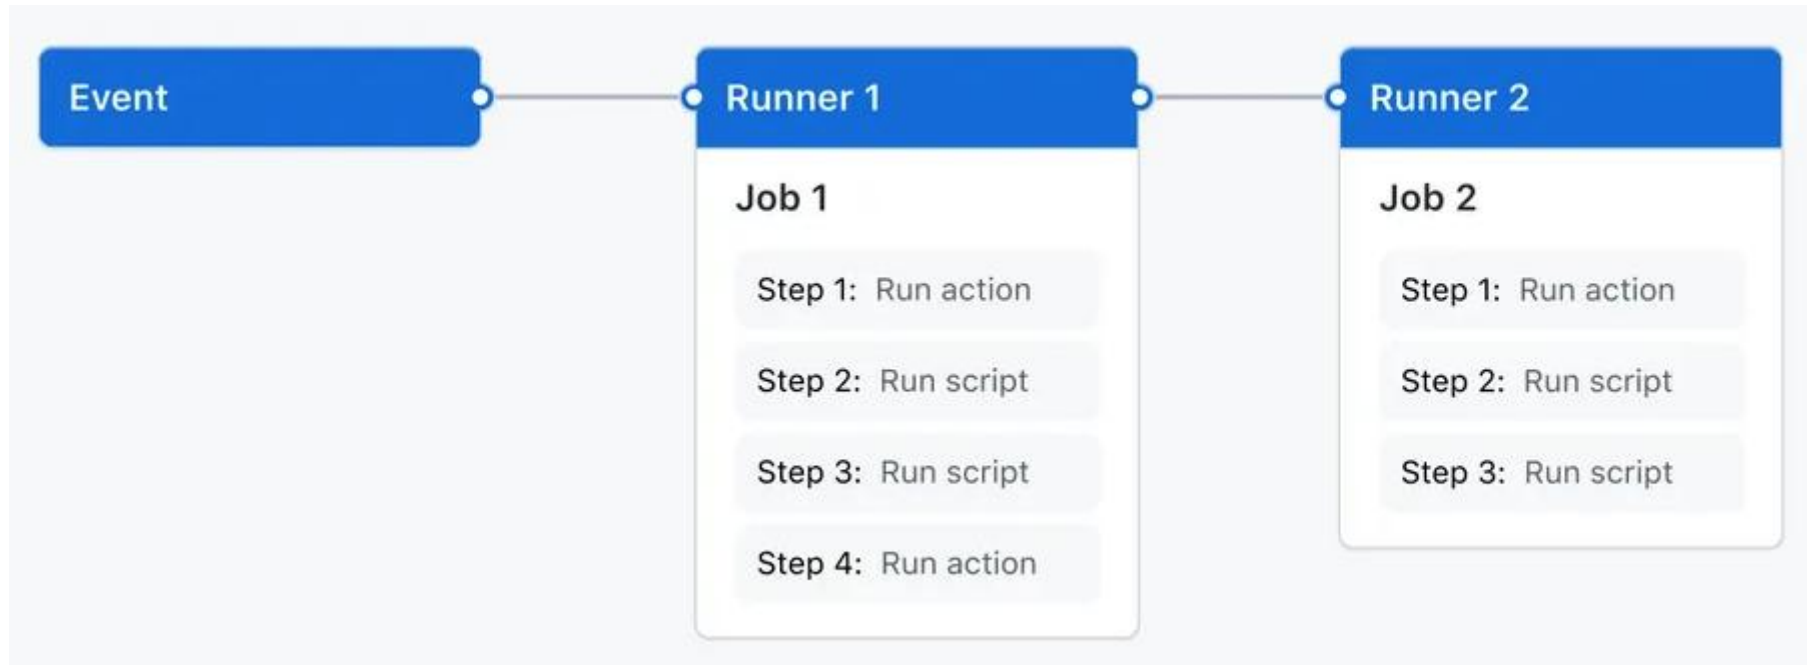 Event
Runner 1
Job 1
Step 1: Run action
Step 2: Run script
Step 3: Run script
Step 4: Run action
Runner 2
Job 2
Step 1: Run action
Step 2: Run script
Step 3: Run script